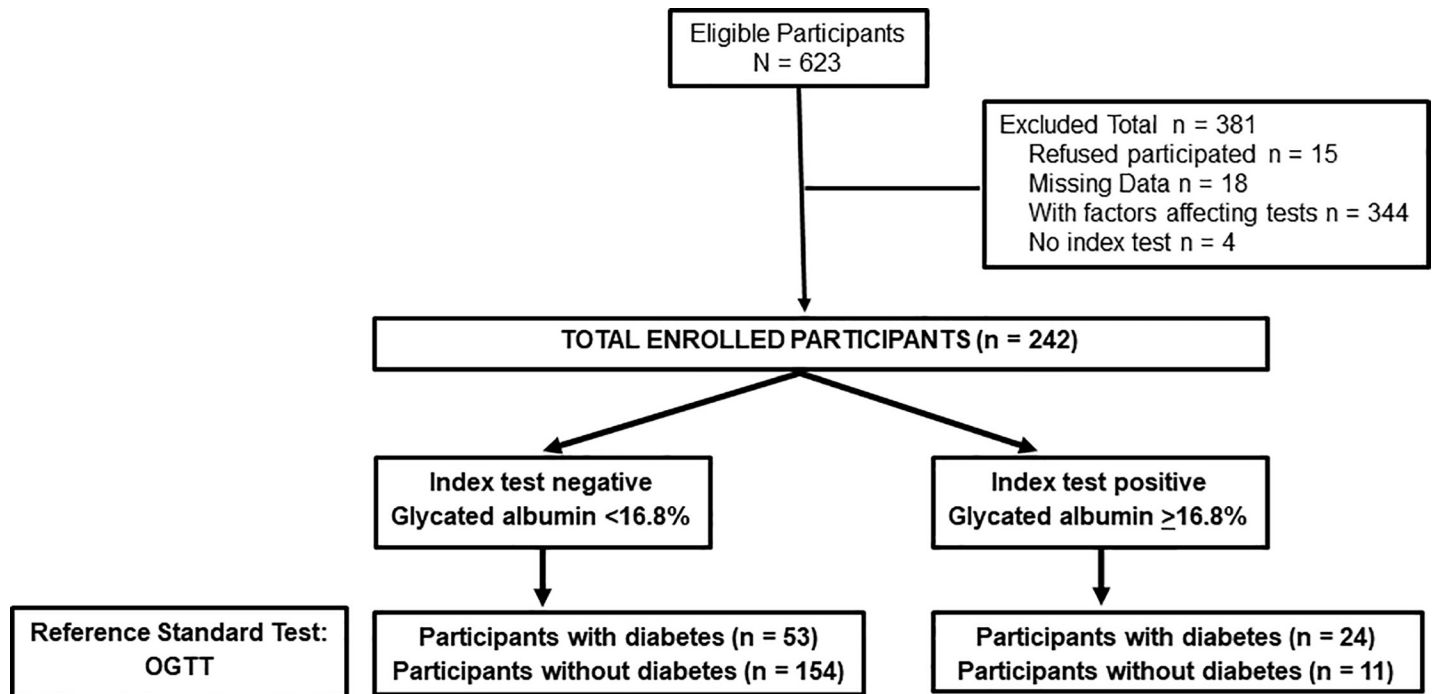 Eligible Participants
N = 623
Excluded Total n = 381
Refused participated n = 15
Missing Data n = 18
With factors affecting tests n = 344
No index test n = 4
TOTAL ENROLLED PARTICIPANTS (n = 242)
Index test negative
Glycated albumin <16.8%
Index test positive
Glycated albumin ≥16.8%
Reference Standard Test:
OGTT
Participants with diabetes (n = 53)
Participants without diabetes (n = 154)
Participants with diabetes (n = 24)
Participants without diabetes (n = 11)